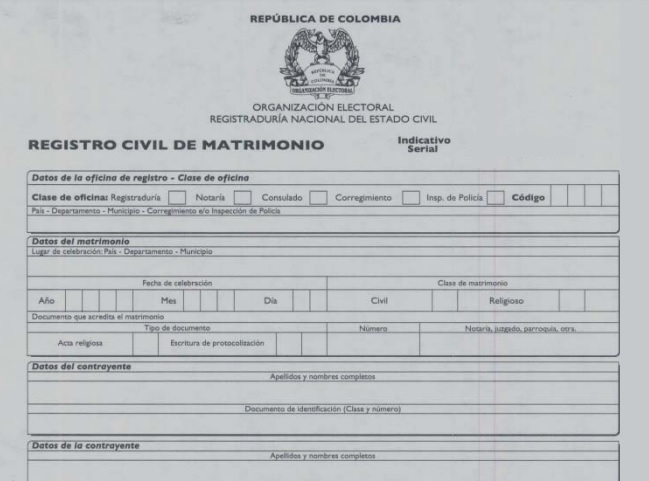 REPÚBLICA DE COLOMBIA
REPÚBLICA
DE
COLOMBIA
ORGANIZACIÓN ELECTORAL
ORGANIZACIÓN ELECTORAL
REGISTRADURÍA NACIONAL DEL ESTADO CIVIL
REGISTRO CIVIL DE MATRIMONIO
Indicativo
Serial
Datos de la oficina de registro - Clase de oficina
Clase de oficina: Registraduría Notaría Consulado Corregimiento Insp. de Policía Código
País - Departamento - Municipio - Corregimiento e/o Inspección de Policía
Datos del matrimonio
Lugar de celebración: País - Departamento - Municipio
Fecha de celebración Clase de matrimonio
Año Mes Día Civil Religioso
Documento que acredita el matrimonio
Tipo de documento Número Notaría, juzgado, parroquia, otra.
Acta religiosa Escritura de protocolización
Datos del contrayente
Apellidos y nombres completos
Documento de identificación (Clase y número)
Datos de la contrayente
Apellidos y nombres completos